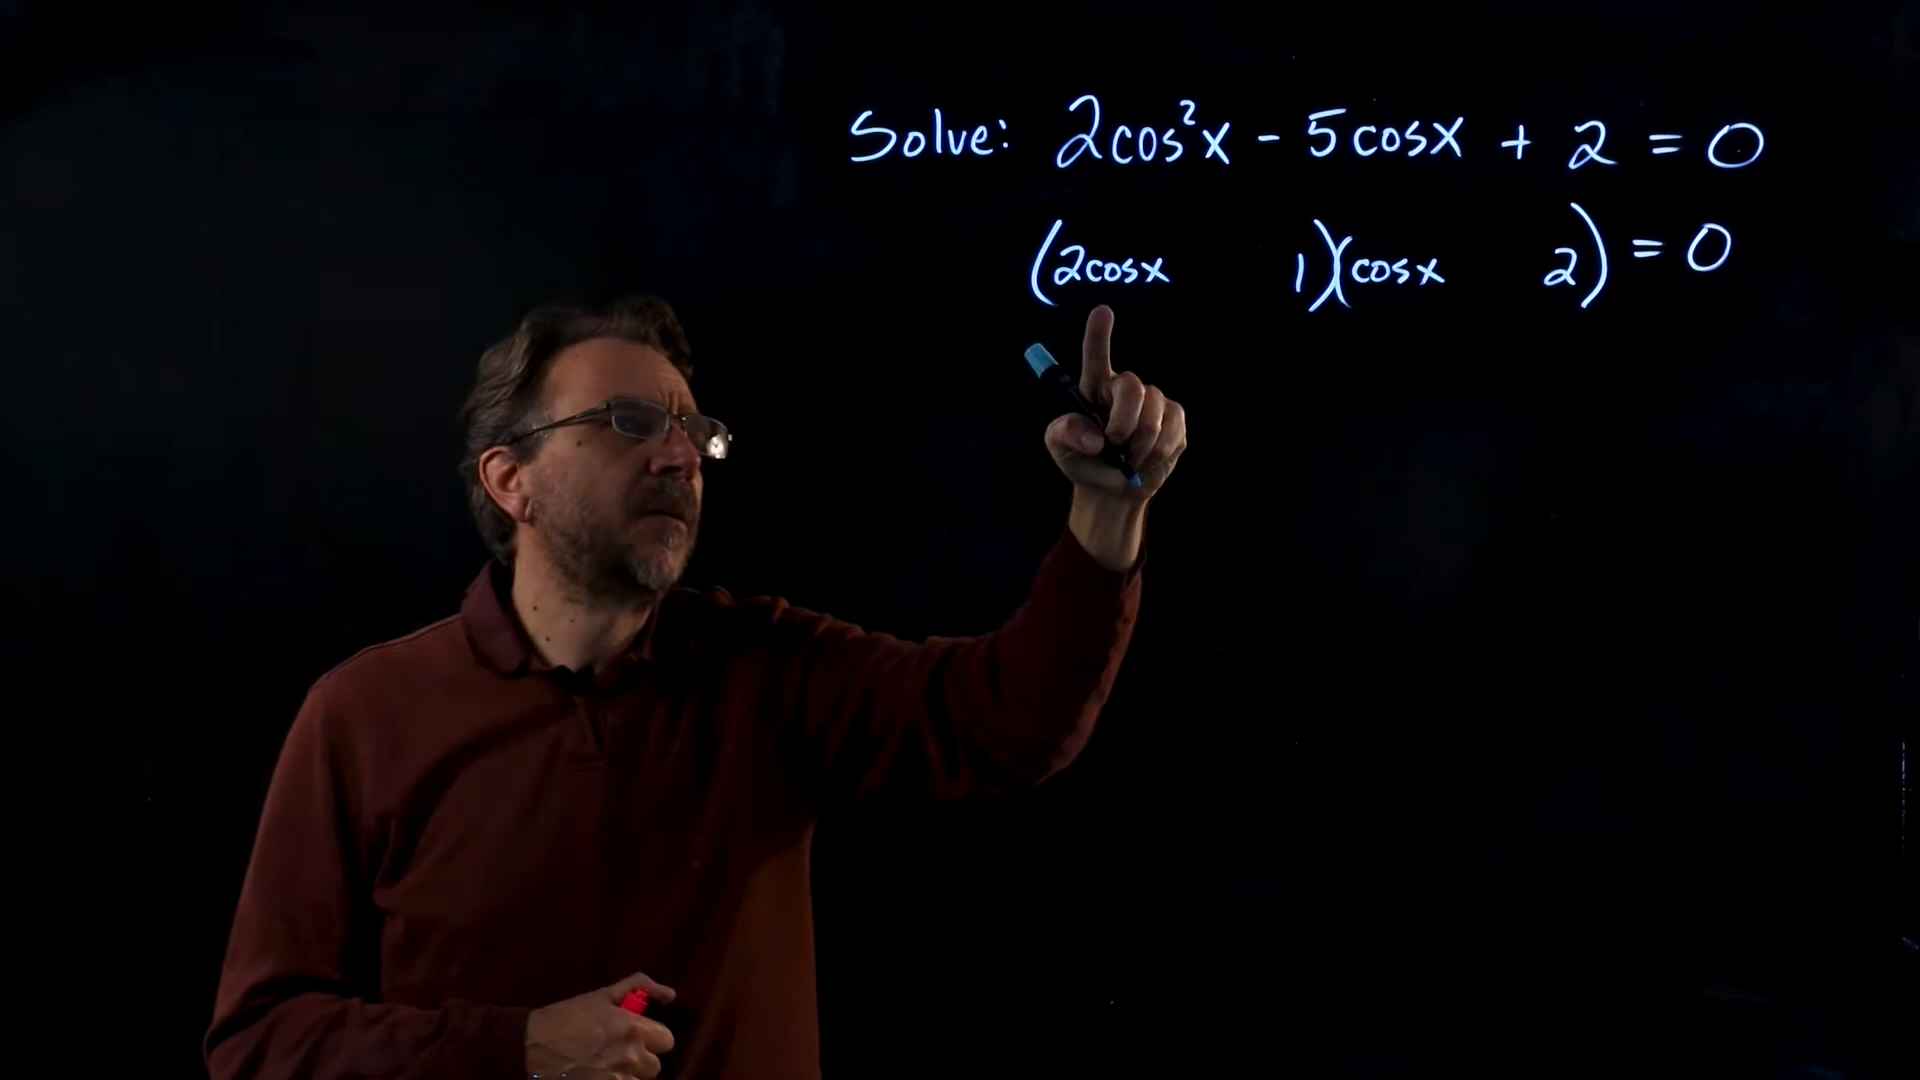 Solve: 2cos²x - 5cosx + 2 = 0
(2cosx 1)(cosx 2) = 0